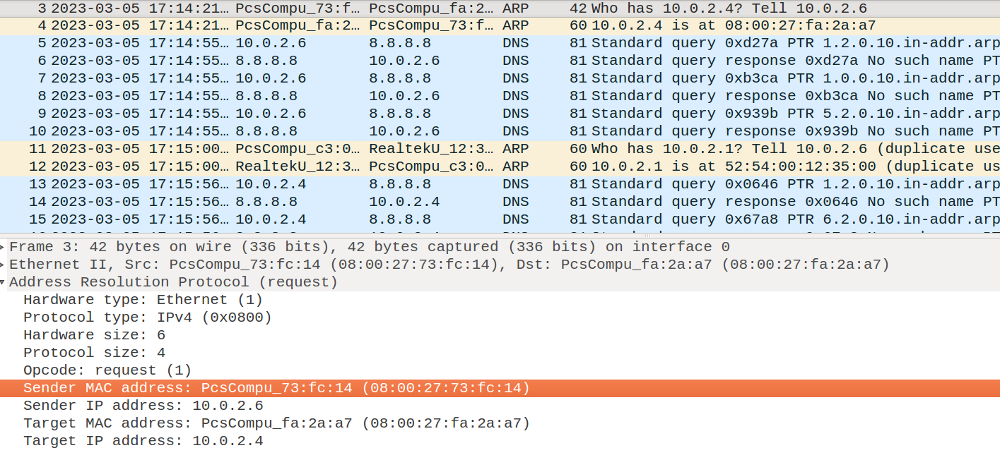 3 2023-03-05 17:14:21… PcsCompu_73:f… PcsCompu_fa:2… ARP 42 Who has 10.0.2.4? Tell 10.0.2.6
4 2023-03-05 17:14:21… PcsCompu_fa:2… PcsCompu_73:f… ARP 60 10.0.2.4 is at 08:00:27:fa:2a:a7
5 2023-03-05 17:14:55… 10.0.2.6 8.8.8.8 DNS 81 Standard query 0xd27a PTR 1.2.0.10.in-addr.arp
6 2023-03-05 17:14:55… 8.8.8.8 10.0.2.6 DNS 81 Standard query response 0xd27a No such name PT
7 2023-03-05 17:14:55… 10.0.2.6 8.8.8.8 DNS 81 Standard query 0xb3ca PTR 1.0.0.10.in-addr.arp
8 2023-03-05 17:14:55… 8.8.8.8 10.0.2.6 DNS 81 Standard query response 0xb3ca No such name PT
9 2023-03-05 17:14:55… 10.0.2.6 8.8.8.8 DNS 81 Standard query 0x939b PTR 5.2.0.10.in-addr.arp
10 2023-03-05 17:14:55… 8.8.8.8 10.0.2.6 DNS 81 Standard query response 0x939b No such name PT
11 2023-03-05 17:15:00… PcsCompu_c3:0… RealtekU_12:3… ARP 60 Who has 10.0.2.1? Tell 10.0.2.6 (duplicate use
12 2023-03-05 17:15:00… RealtekU_12:3… PcsCompu_c3:0… ARP 60 10.0.2.1 is at 52:54:00:12:35:00 (duplicate us
13 2023-03-05 17:15:56… 10.0.2.4 8.8.8.8 DNS 81 Standard query 0x0646 PTR 1.2.0.10.in-addr.arp
14 2023-03-05 17:15:56… 8.8.8.8 10.0.2.4 DNS 81 Standard query response 0x0646 No such name PT
15 2023-03-05 17:15:56… 10.0.2.4 8.8.8.8 DNS 81 Standard query 0x67a8 PTR 6.2.0.10.in-addr.arp
Frame 3: 42 bytes on wire (336 bits), 42 bytes captured (336 bits) on interface 0
Ethernet II, Src: PcsCompu_73:fc:14 (08:00:27:73:fc:14), Dst: PcsCompu_fa:2a:a7 (08:00:27:fa:2a:a7)
Address Resolution Protocol (request)
Hardware type: Ethernet (1)
Protocol type: IPv4 (0x0800)
Hardware size: 6
Protocol size: 4
Opcode: request (1)
Sender MAC address: PcsCompu_73:fc:14 (08:00:27:73:fc:14)
Sender IP address: 10.0.2.6
Target MAC address: PcsCompu_fa:2a:a7 (08:00:27:fa:2a:a7)
Target IP address: 10.0.2.4